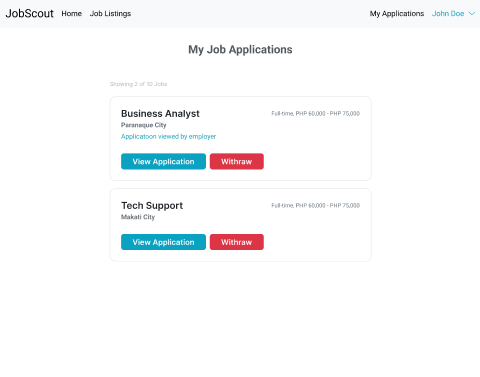 JobScout Home Job Listings My Applications John Doe
My Job Applications
Showing 2 of 10 Jobs
Business Analyst Full-time, PHP 60,000 - PHP 75,000
Paranaque City
Applicatoon viewed by employer
View Application Withraw
Tech Support Full-time, PHP 60,000 - PHP 75,000
Makati City
View Application Withraw